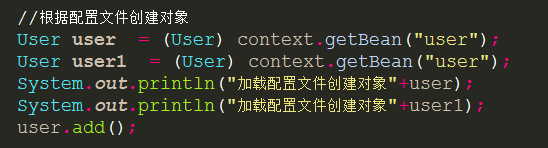 //根据配置文件创建对象
User user  = (User) context.getBean("user");
User user1  = (User) context.getBean("user");
System.out.println("加载配置文件创建对象"+user);
System.out.println("加载配置文件创建对象"+user1);
user.add();